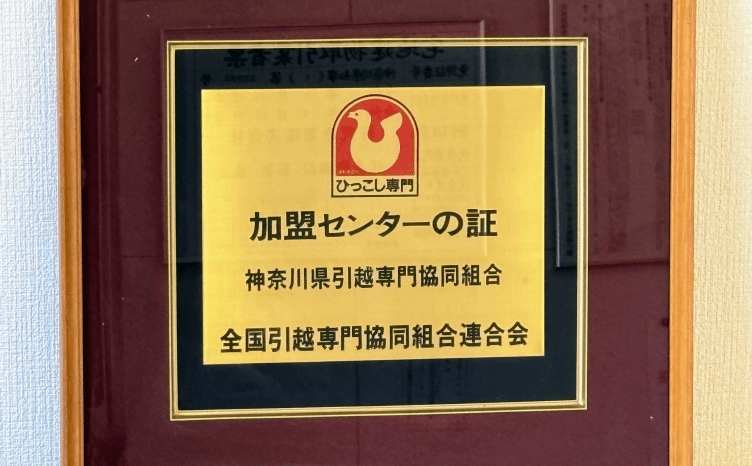 ひっこし専門
加盟センターの証
神奈川県引越専門協同組合
全国引越専門協同組合連合会